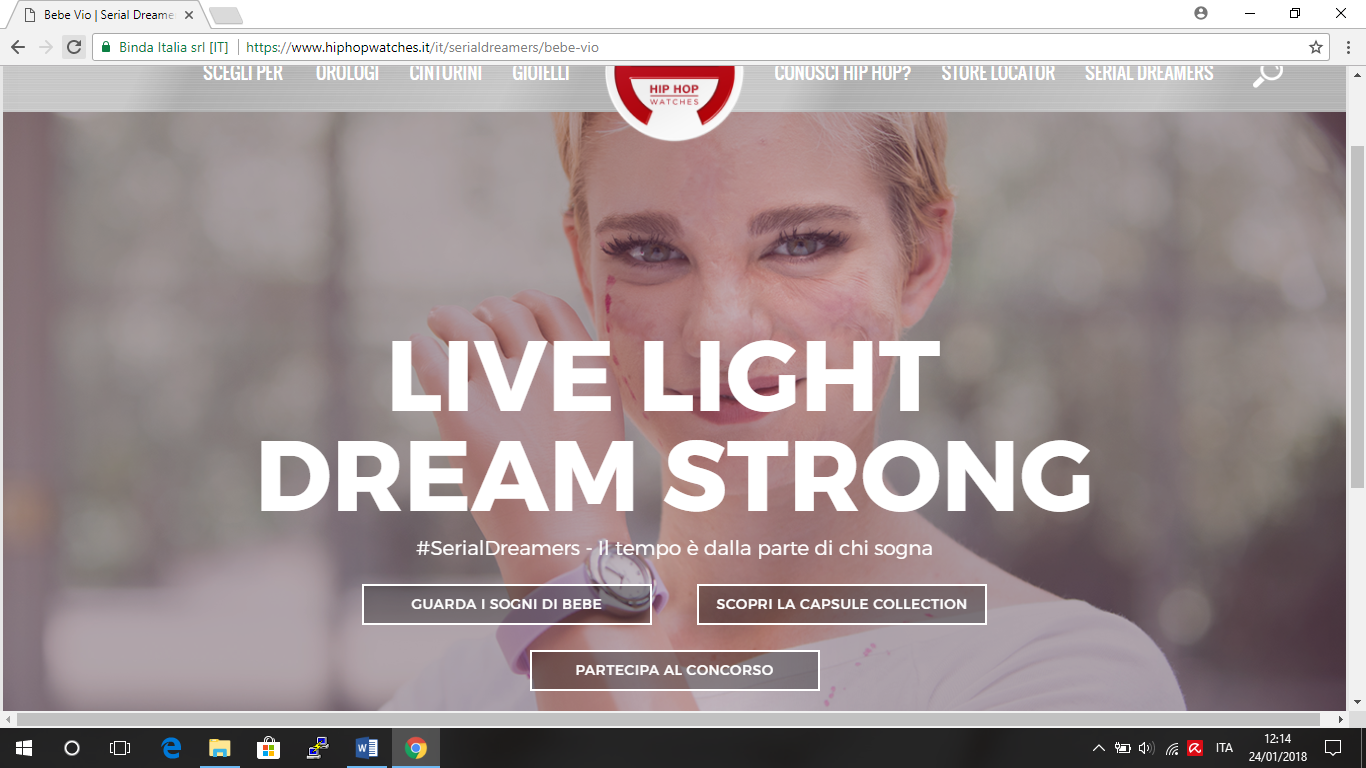 Bebe Vio | Serial Dreame
Binda Italia srl [IT]
https://www.hiphopwatches.it/it/serialdreamers/bebe-vio
SCEGLI PER
OROLOGI
CINTURINI
GIOIELLI
HIP HOP
WATCHES
CONOSCI HIP HOP?
STORE LOCATOR
SERIAL DREAMERS
LIVE LIGHT
DREAM STRONG
#SerialDreamers - Il tempo è dalla parte di chi sogna
GUARDA I SOGNI DI BEBE
SCOPRI LA CAPSULE COLLECTION
PARTECIPA AL CONCORSO
ITA
12:14
24/01/2018